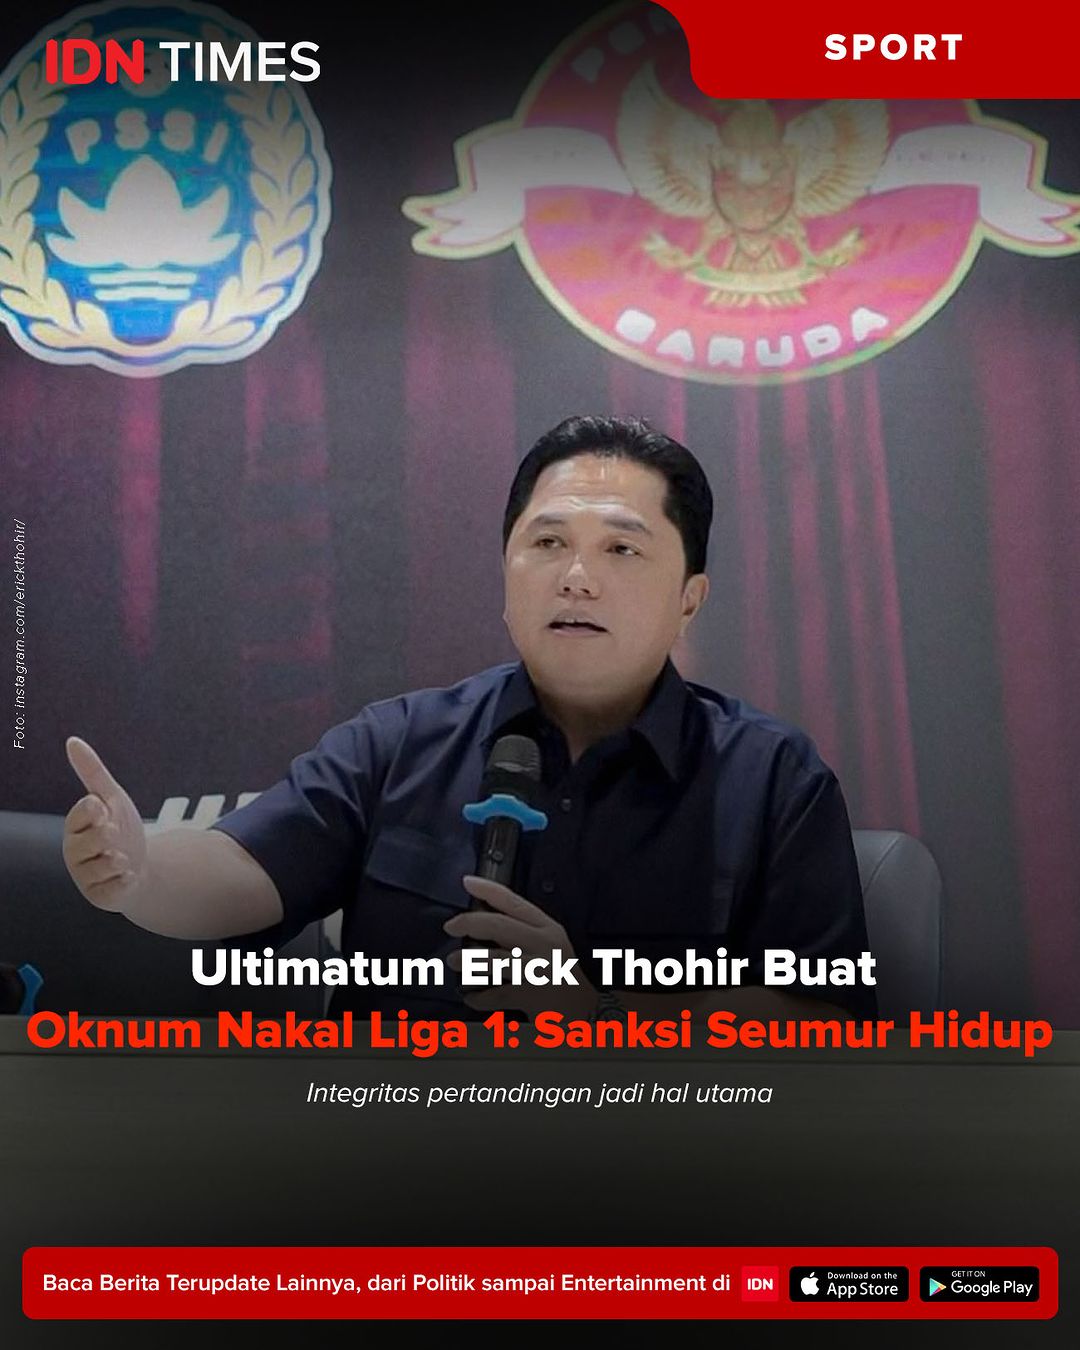 IDN TIMES
SPORT
PSSI
GARUDA
Foto: instagram.com/erickthohir/
Ultimatum Erick Thohir Buat
Oknum Nakal Liga 1: Sanksi Seumur Hidup
Integritas pertandingan jadi hal utama
Baca Berita Terupdate Lainnya, dari Politik sampai Entertainment di IDN Download on the App Store GET IT ON Google Play